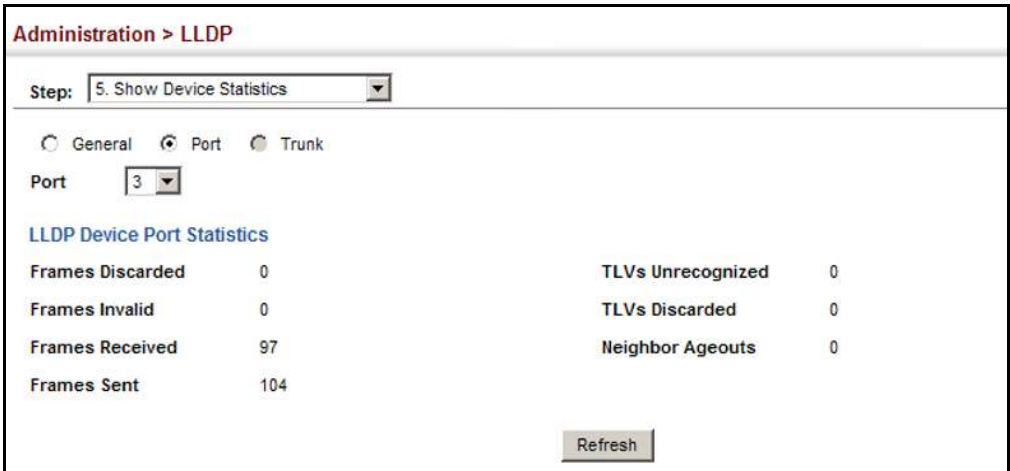 Administration > LLDP
Step: 5. Show Device Statistics
General Port Trunk
Port 3
LLDP Device Port Statistics
Frames Discarded 0 TLVs Unrecognized 0
Frames Invalid 0 TLVs Discarded 0
Frames Received 97 Neighbor Ageouts 0
Frames Sent 104
Refresh